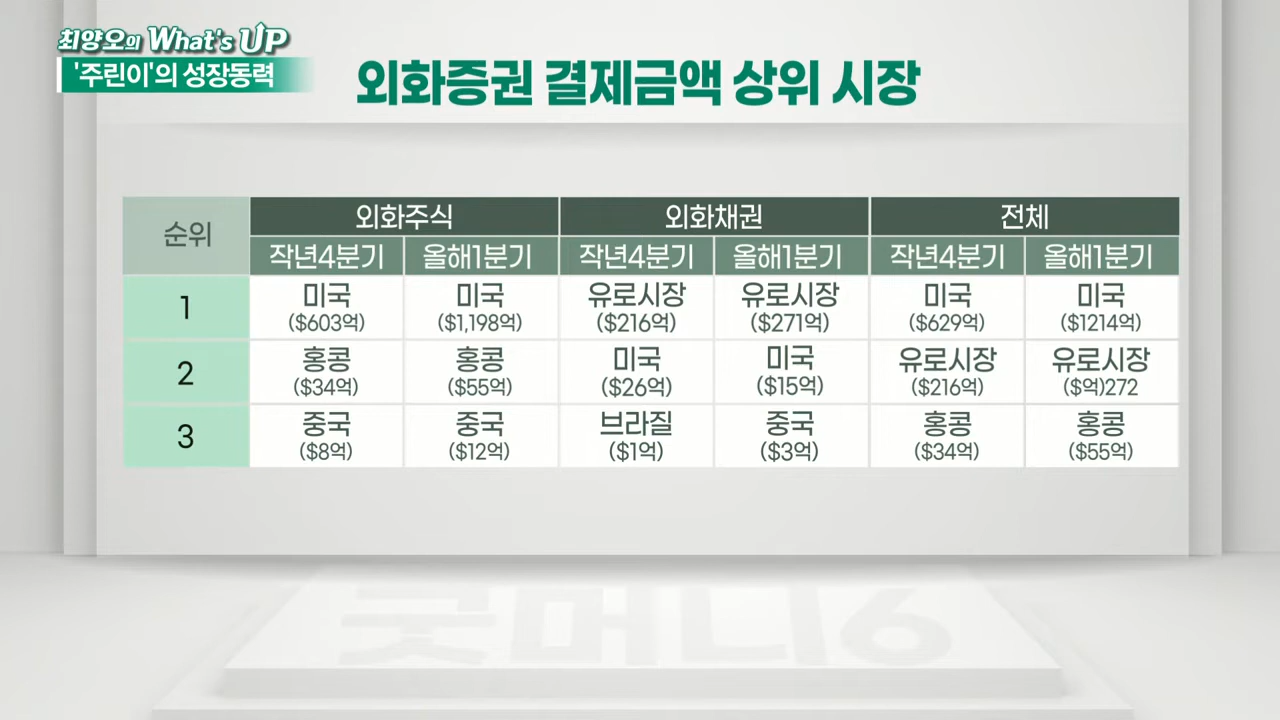 최양오의 What's UP
'주린이'의 성장동력
외화증권 결제금액 상위 시장
순위 외화주식 외화채권 전체
작년4분기 올해1분기 작년4분기 올해1분기 작년4분기 올해1분기
1 미국 미국 유로시장 유로시장 미국 미국
($603억) ($1,198억) ($216억) ($271억) ($629억) ($1214억)
2 홍콩 홍콩 미국 미국 유로시장 유로시장
($34억) ($55억) ($26억) ($15억) ($216억) ($억)272
3 중국 중국 브라질 중국 홍콩 홍콩
($8억) ($12억) ($1억) ($3억) ($34억) ($55억)
굿머니6